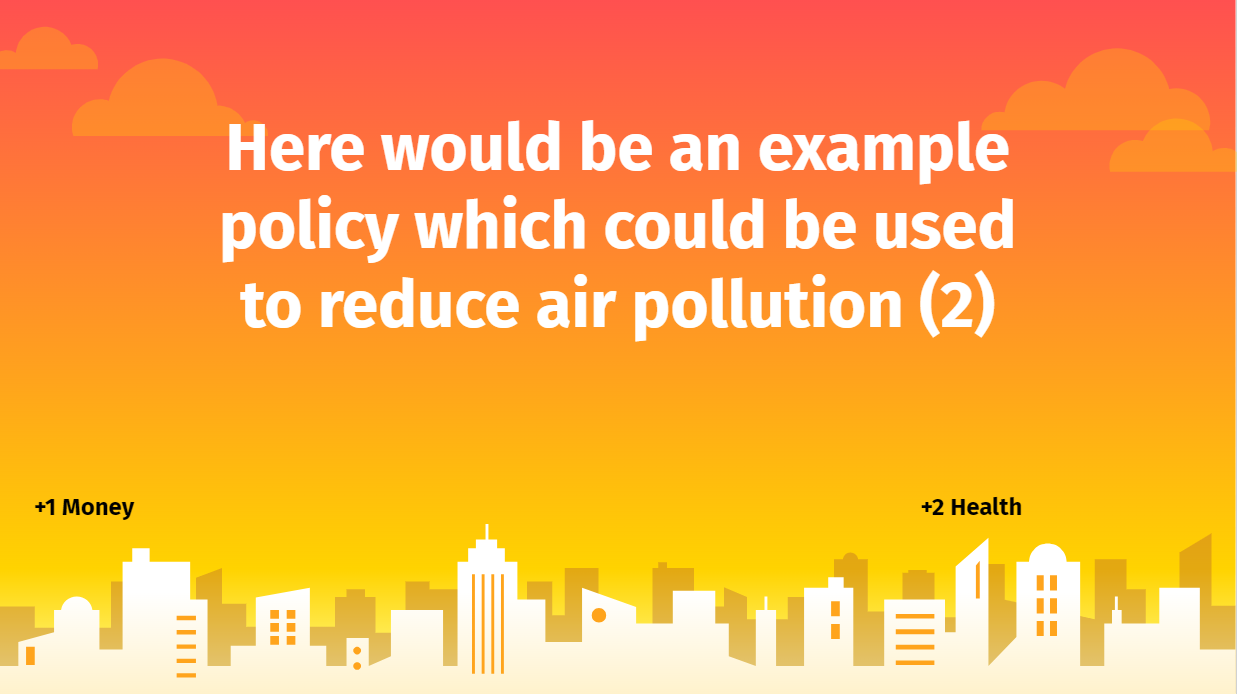 Here would be an example
policy which could be used
to reduce air pollution (2)
+1 Money
+2 Health